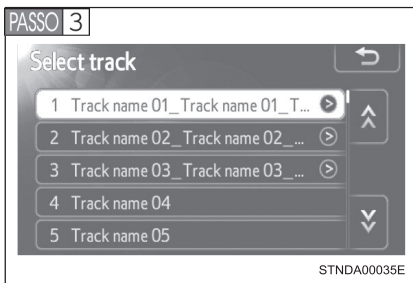 PASSO 3
Select track
1 Track name 01_Track name 01_T...
2 Track name 02_Track name 02_...
3 Track name 03_Track name 03_...
4 Track name 04
5 Track name 05
STNDA00035E